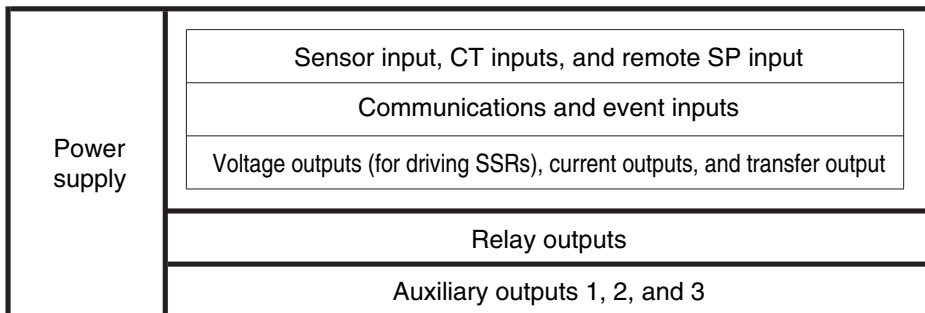 Power
supply
Sensor input, CT inputs, and remote SP input
Communications and event inputs
Voltage outputs (for driving SSRs), current outputs, and transfer output
Relay outputs
Auxiliary outputs 1, 2, and 3